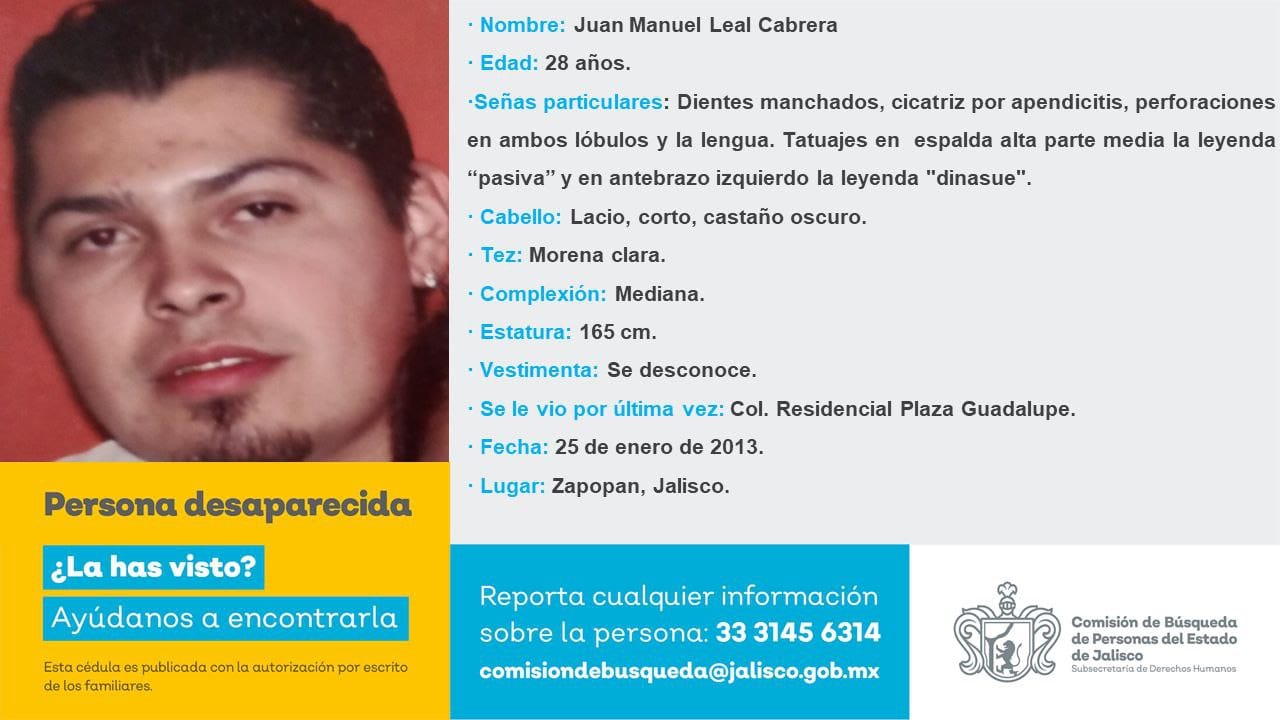 · Nombre: Juan Manuel Leal Cabrera
· Edad: 28 años.
·Señas particulares: Dientes manchados, cicatriz por apendicitis, perforaciones
en ambos lóbulos y la lengua. Tatuajes en espalda alta parte media la leyenda
“pasiva” y en antebrazo izquierdo la leyenda "dinasue".
· Cabello: Lacio, corto, castaño oscuro.
· Tez: Morena clara.
· Complexión: Mediana.
· Estatura: 165 cm.
· Vestimenta: Se desconoce.
· Se le vio por última vez: Col. Residencial Plaza Guadalupe.
· Fecha: 25 de enero de 2013.
· Lugar: Zapopan, Jalisco.
Persona desaparecida
¿La has visto?
Ayúdanos a encontrarla
Esta cédula es publicada con la autorización por escrito
de los familiares.
Reporta cualquier información
sobre la persona: 33 3145 6314
comisiondebusqueda@jalisco.gob.mx
Comisión de Búsqueda
de Personas del Estado
de Jalisco
Subsecretaría de Derechos Humanos